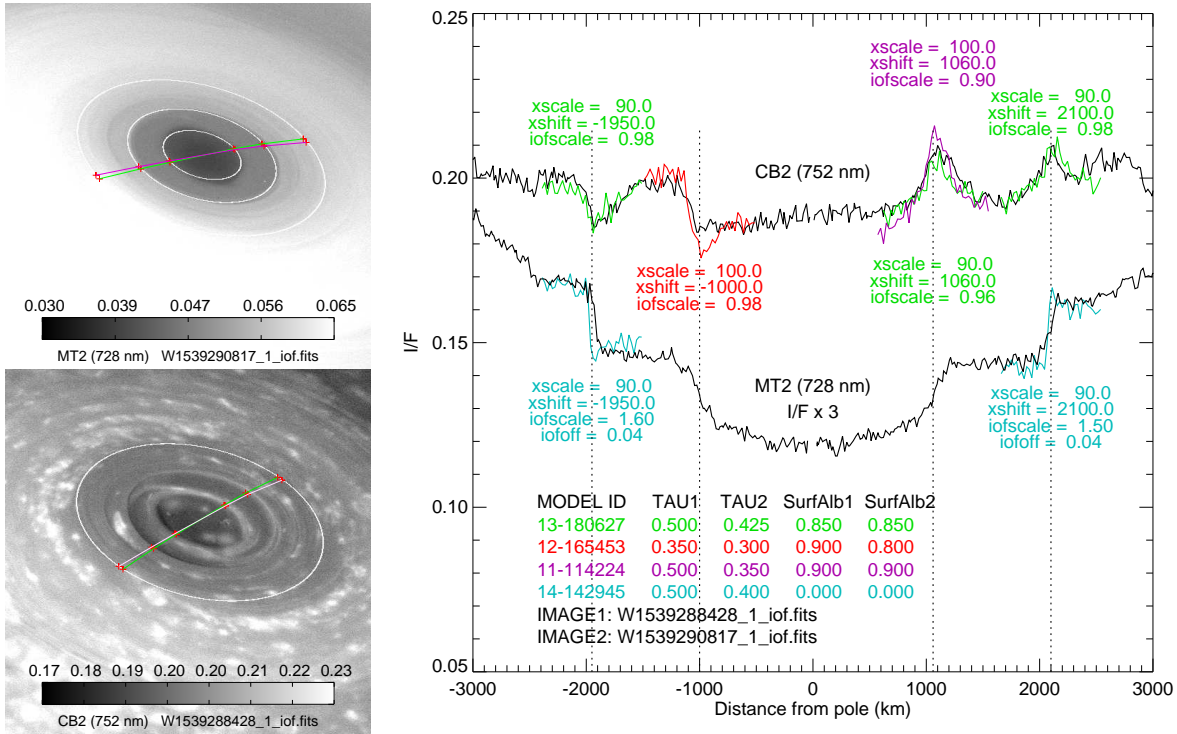 0.030 0.039 0.047 0.056 0.065
MT2 (728 nm) W1539290817_1_iof.fits
0.17 0.18 0.19 0.20 0.20 0.21 0.22 0.23
CB2 (752 nm) W1539288428_1_iof.fits
0.25
0.20
0.15
0.10
0.05
I/F
xscale = 90.0
xshift = -1950.0
iofscale = 0.98
xscale = 100.0
xshift = 1060.0
iofscale = 0.90
xscale = 90.0
xshift = 2100.0
iofscale = 0.98
CB2 (752 nm)
xscale = 100.0
xshift = -1000.0
iofscale = 0.98
xscale = 90.0
xshift = 1060.0
iofscale = 0.96
xscale = 90.0
xshift = -1950.0
iofscale = 1.60
iofoff = 0.04
MT2 (728 nm)
I/F x 3
xscale = 90.0
xshift = 2100.0
iofscale = 1.50
iofoff = 0.04
MODEL ID TAU1 TAU2 SurfAlb1 SurfAlb2
13-180627 0.500 0.425 0.850 0.850
12-165453 0.350 0.300 0.900 0.800
11-114224 0.500 0.350 0.900 0.900
14-142945 0.500 0.400 0.000 0.000
IMAGE1: W1539288428_1_iof.fits
IMAGE2: W1539290817_1_iof.fits
-3000 -2000 -1000 0 1000 2000 3000
Distance from pole (km)